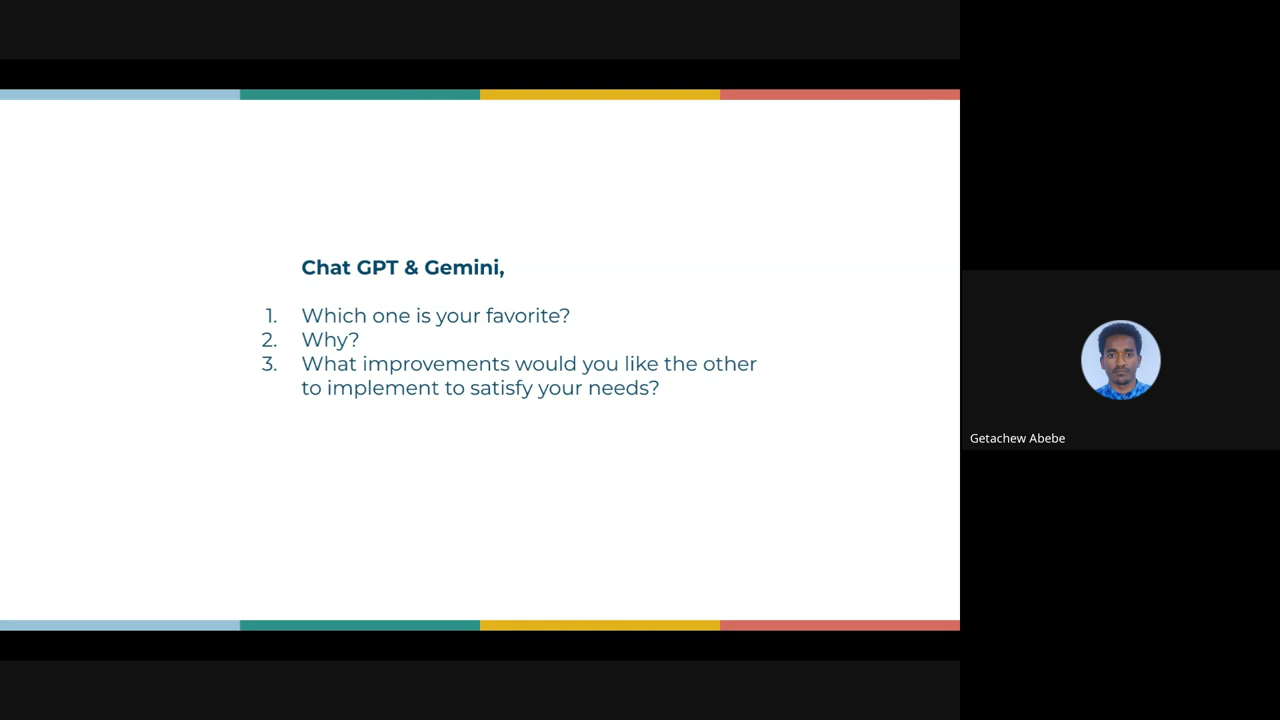 Chat GPT & Gemini,
1. Which one is your favorite?
2. Why?
3. What improvements would you like the other
to implement to satisfy your needs?
Getachew Abebe